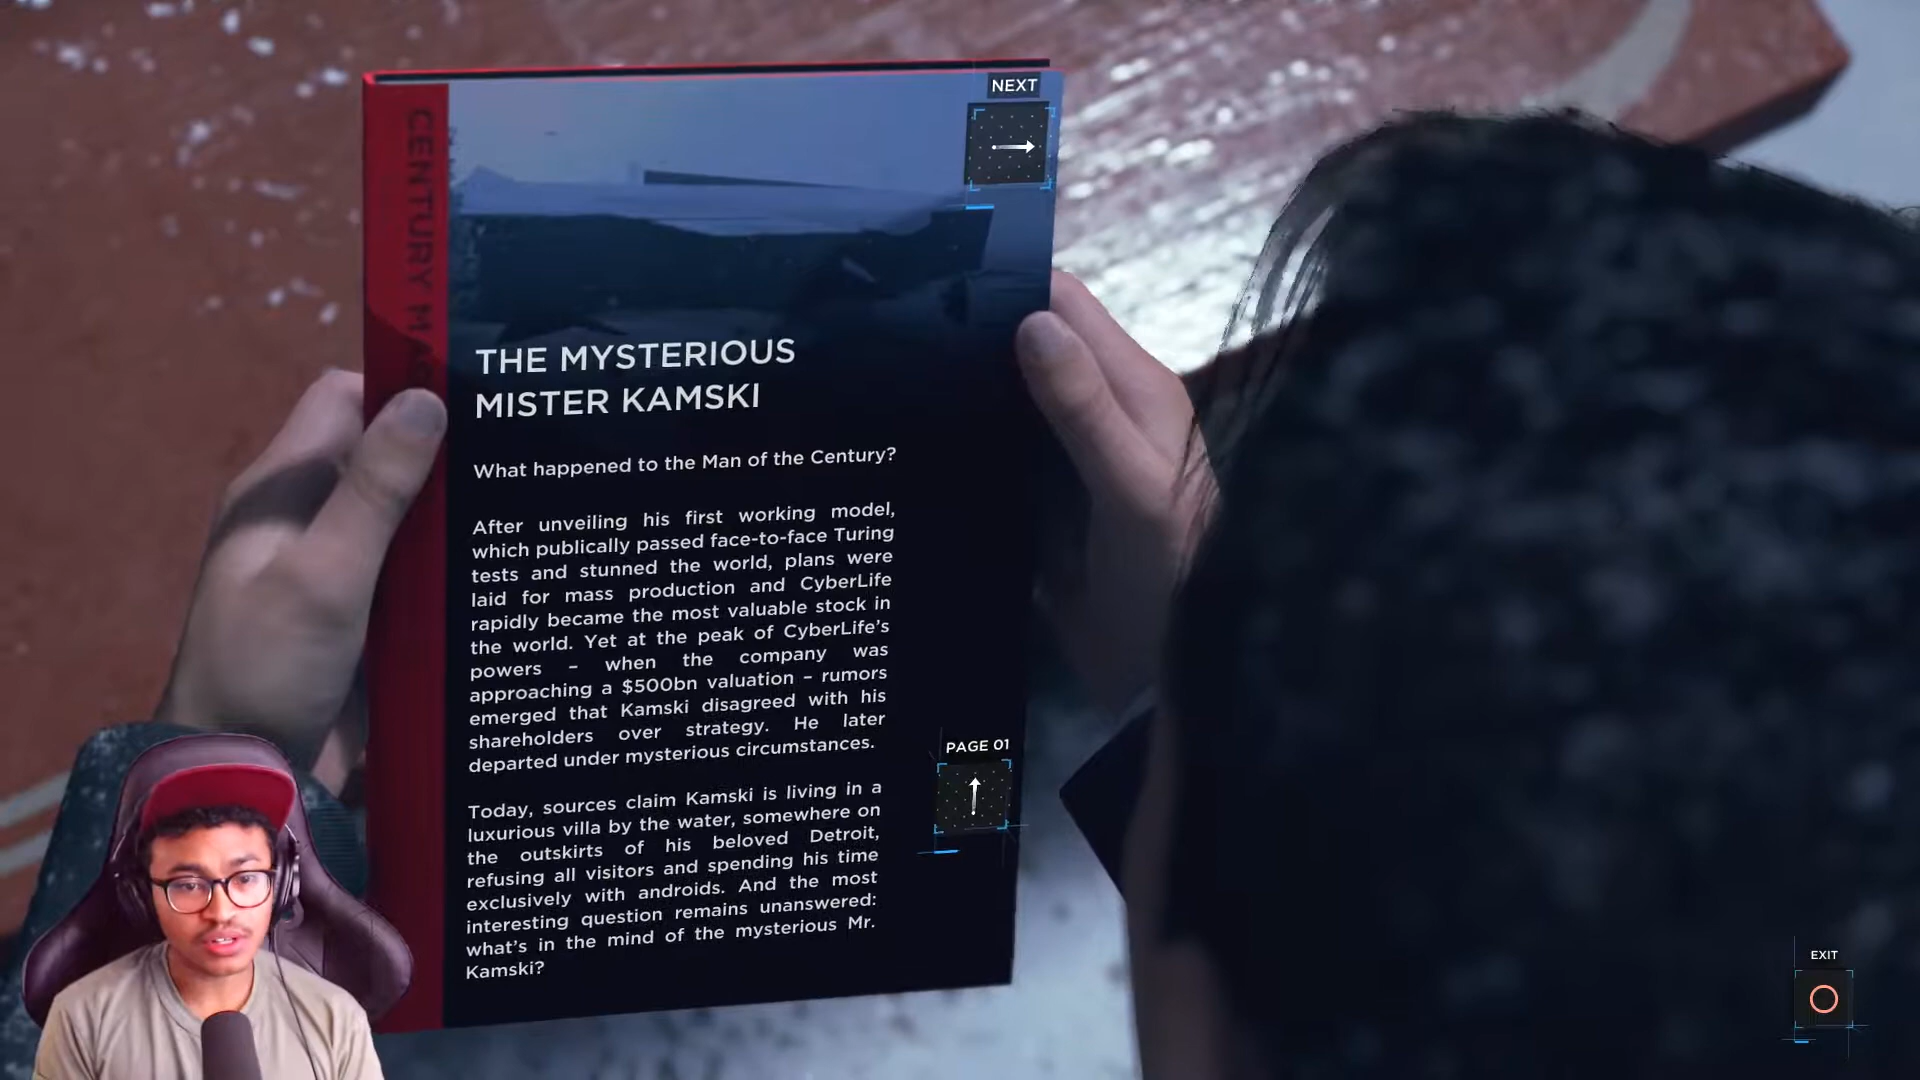 NEXT
CENTURY MAG
THE MYSTERIOUS
MISTER KAMSKI
What happened to the Man of the Century?
After unveiling his first working model,
which publically passed face-to-face Turing
tests and stunned the world, plans were
laid for mass production and CyberLife
rapidly became the most valuable stock in
the world. Yet at the peak of CyberLife's
powers – when the company was
approaching a $500bn valuation – rumors
emerged that Kamski disagreed with his
shareholders over strategy. He later
departed under mysterious circumstances.
Today, sources claim Kamski is living in a
luxurious villa by the water, somewhere on
the outskirts of his beloved Detroit,
refusing all visitors and spending his time
exclusively with androids. And the most
interesting question remains unanswered:
what's in the mind of the mysterious Mr.
Kamski?
PAGE 01
EXIT